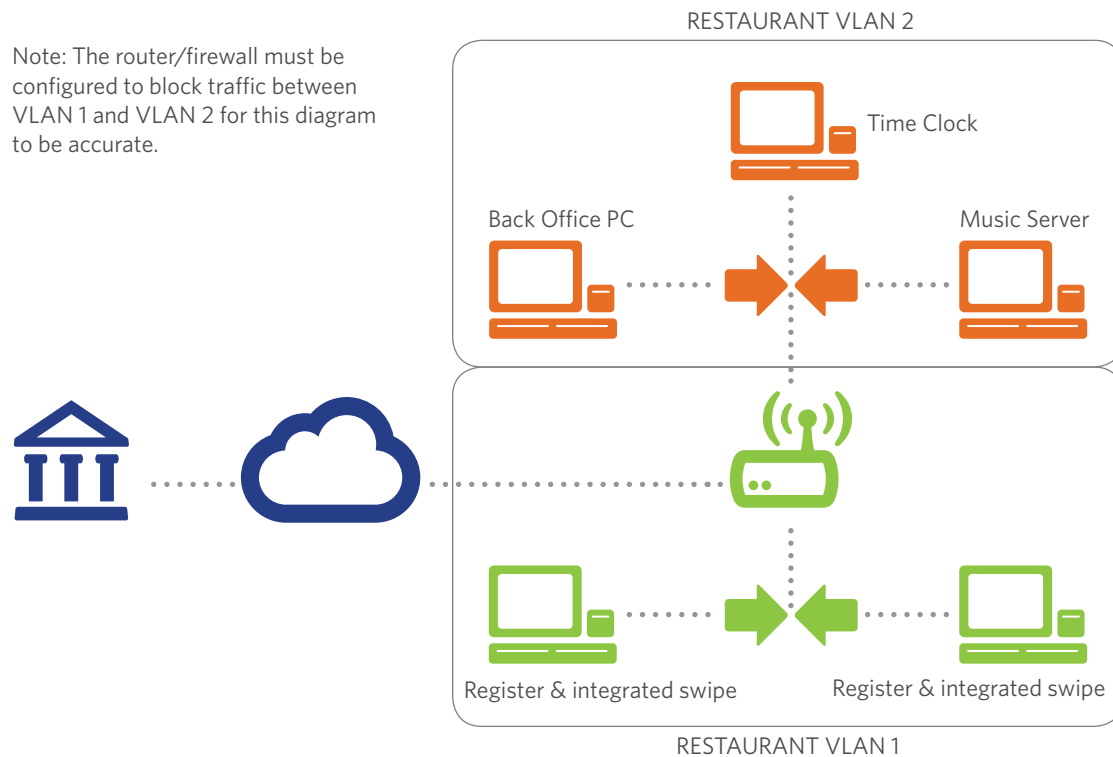 RESTAURANT VLAN 2
Note: The router/firewall must be
configured to block traffic between
VLAN 1 and VLAN 2 for this diagram
to be accurate.
Time Clock
Back Office PC
Music Server
Register & integrated swipe
Register & integrated swipe
RESTAURANT VLAN 1